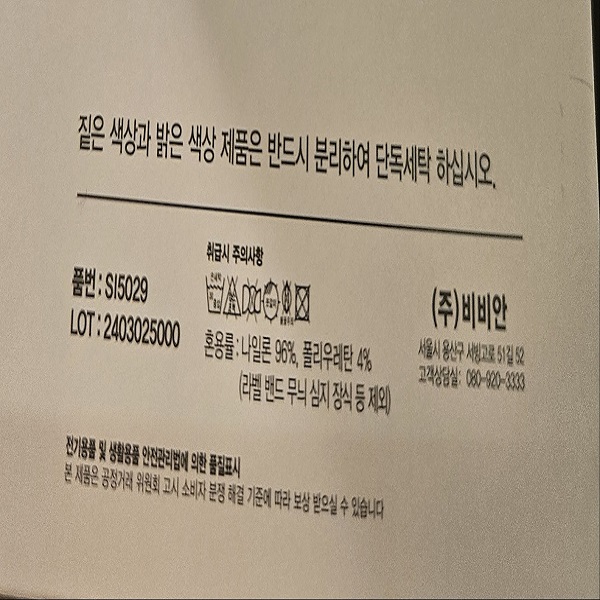 짙은 색상과 밝은 색상 제품은 반드시 분리하여 단독세탁 하십시오.
취급시 주의사항
품번 : SI5029
LOT : 2403025000
혼용률 : 나일론 96%, 폴리우레탄 4%
(라벨 밴드 무늬 심지 장식 등 제외)
(주)비비안
서울시 용산구 서빙고로 51길 52
고객상담실: 080-920-3333
전기용품 및 생활용품 안전관리법에 의한 품질표시
본 제품은 공정거래 위원회 고시 소비자 분쟁 해결 기준에 따라 보상 받으실 수 있습니다